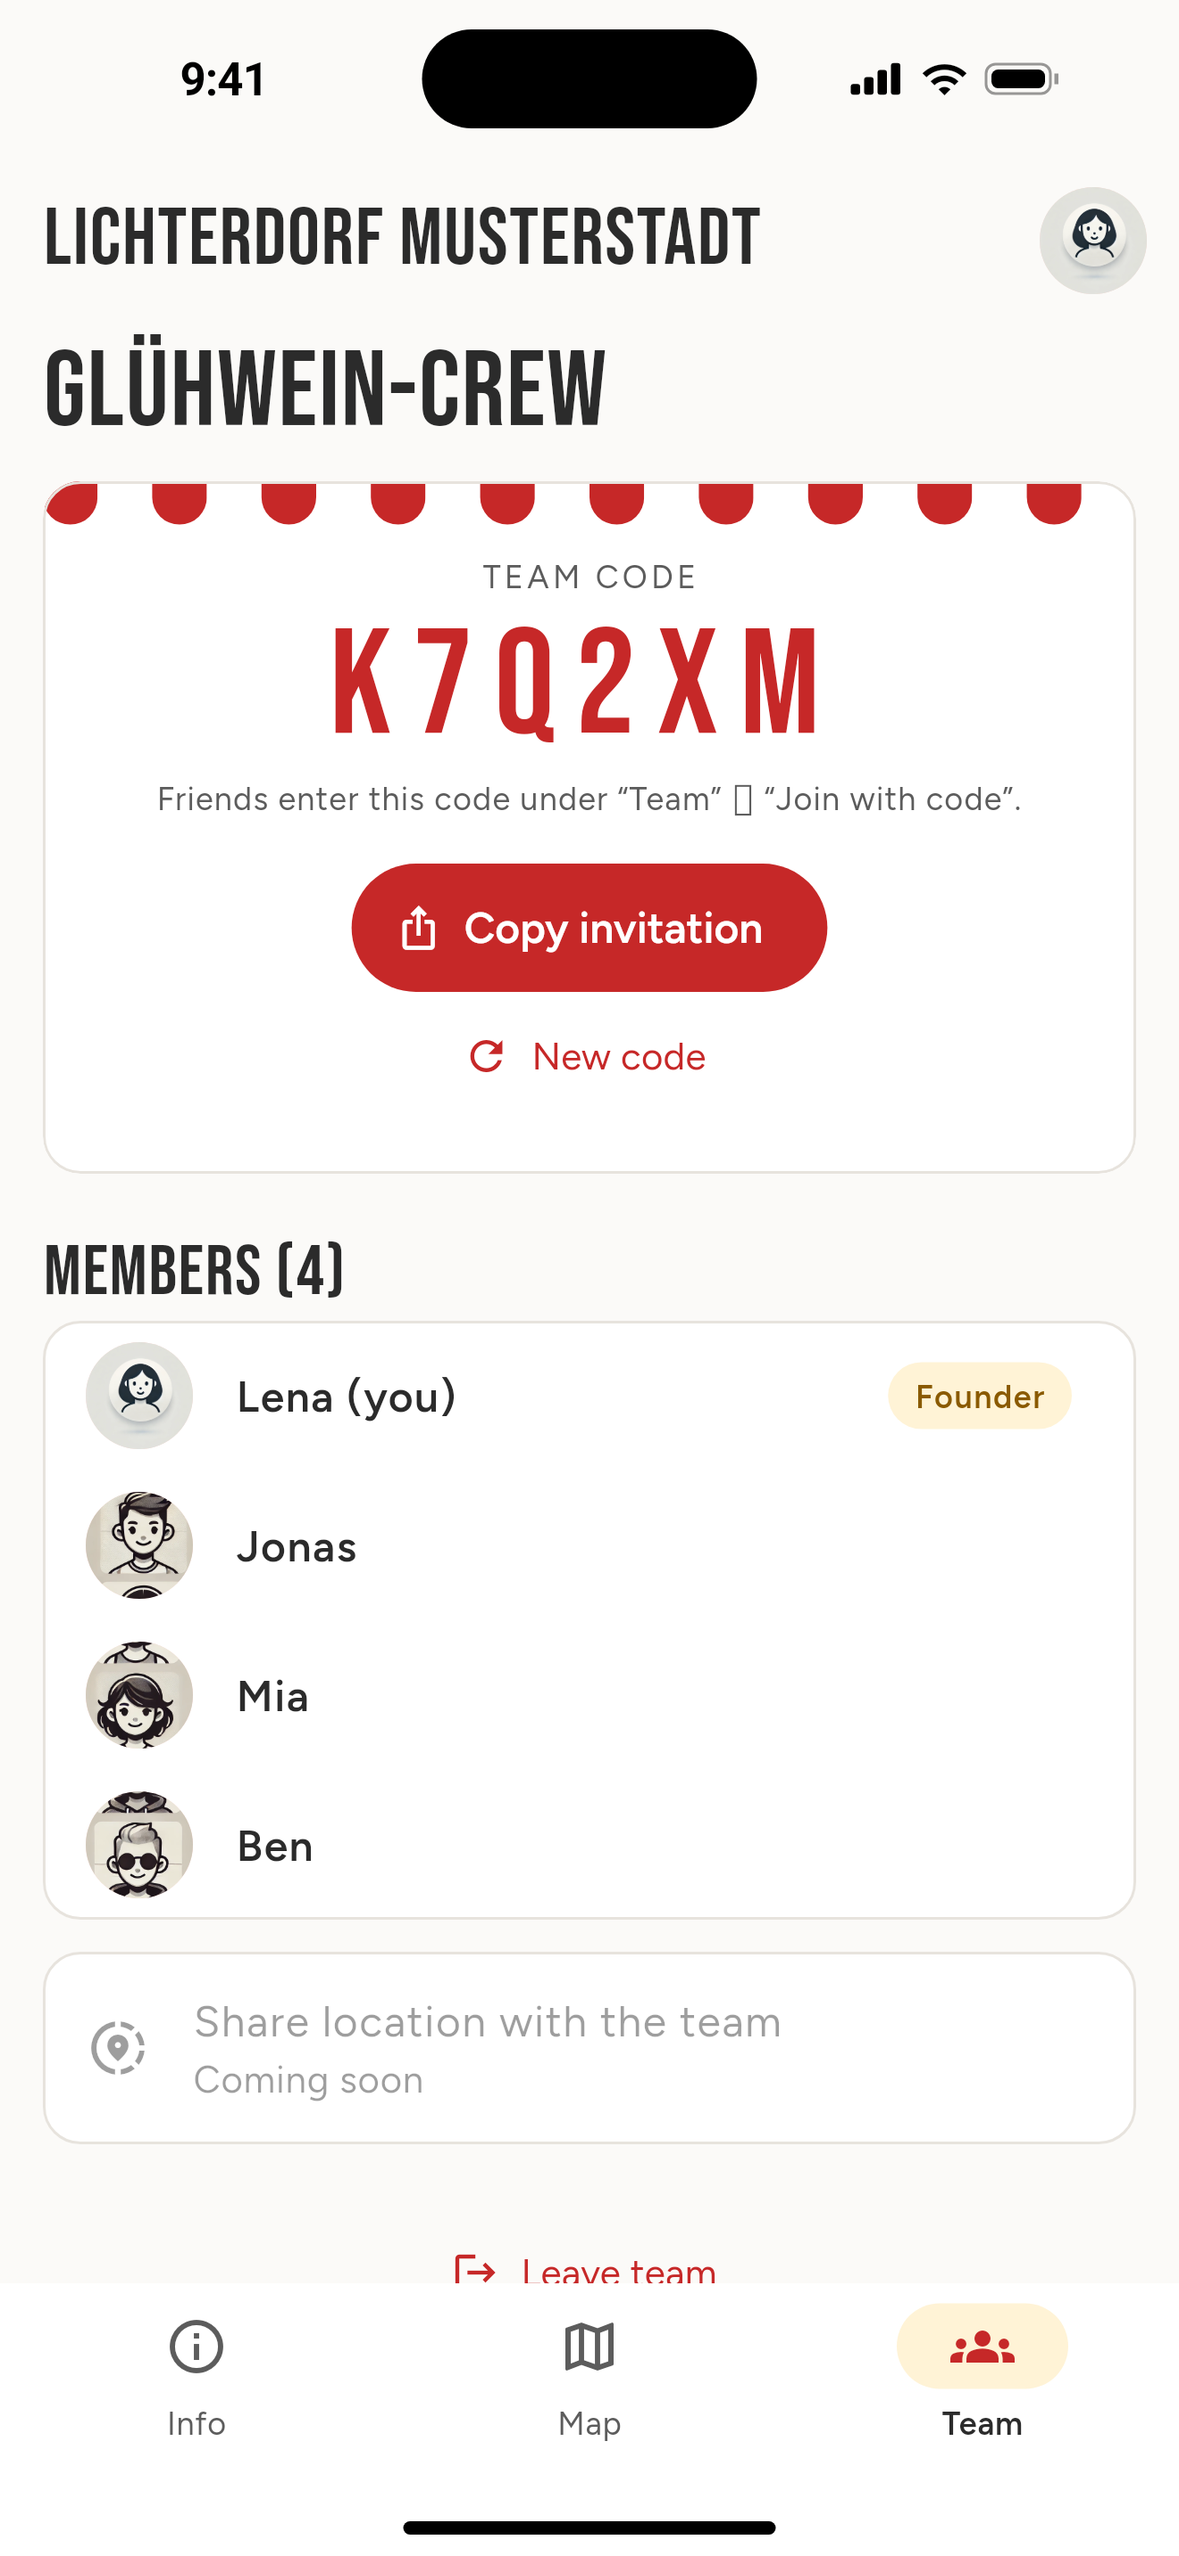 9:41
LICHTERDORF MUSTERSTADT
GLÜHWEIN-CREW
TEAM CODE
K7Q2XM
Friends enter this code under “Team” ▯ “Join with code”.
Copy invitation
New code
MEMBERS (4)
Lena (you)
Founder
Jonas
Mia
Ben
Share location with the team
Coming soon
Leave team
Info
Map
Team